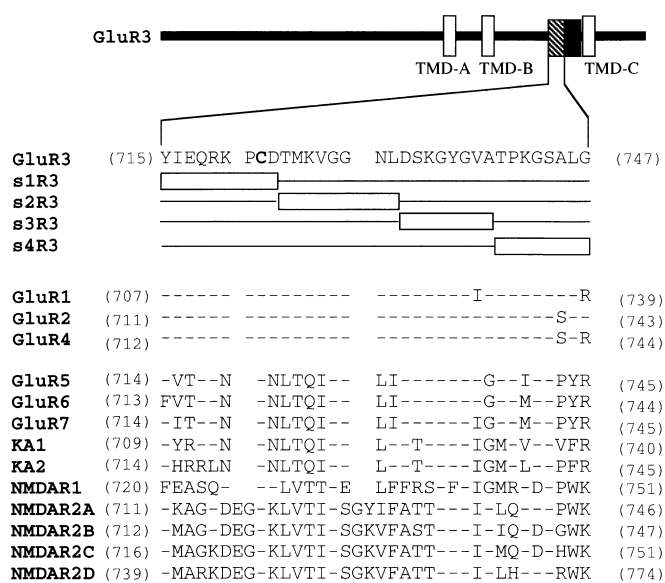 GluR3
TMD-A TMD-B TMD-C
GluR3 (715) YIEQRK PCDTMKVGG NLDSKGYGVATPKGSALG (747)
s1R3
s2R3
s3R3
s4R3
GluR1 (707) ------ --------- -------I--------R (739)
GluR2 (711) ------ --------- --------------S-- (743)
GluR4 (712) ------ --------- --------------S-R (744)
GluR5 (714) -VT--N -NLTQI-- LI-------G--I--PYR (745)
GluR6 (713) FVT--N -NLTQI-- LI-------G--M--PYR (744)
GluR7 (714) -IT--N -NLTQI-- LI-------IG-M--PYR (745)
KA1 (709) -YR--N -NLTQI-- L--T----IGM-V--VFR (740)
KA2 (714) -HRRLN -NLTQI-- L--T----IGM-L--PFR (745)
NMDAR1 (720) FEASQ- --LVTT-E LFFRS-F-IGMR-D-PWK (751)
NMDAR2A (711) -KAG-DEG-KLVTI-SGYIFATT---I-LQ--PWK (746)
NMDAR2B (712) -MAG-DEG-KLVTI-SGKVFAST---I-IQ-D-GWK (747)
NMDAR2C (716) -MAGKDEG-KLVTI-SGKVFATT---I-MQ-D-HWK (751)
NMDAR2D (739) -MARKDEG-KLVTI-SGKVFATT---I-LH---RWK (774)